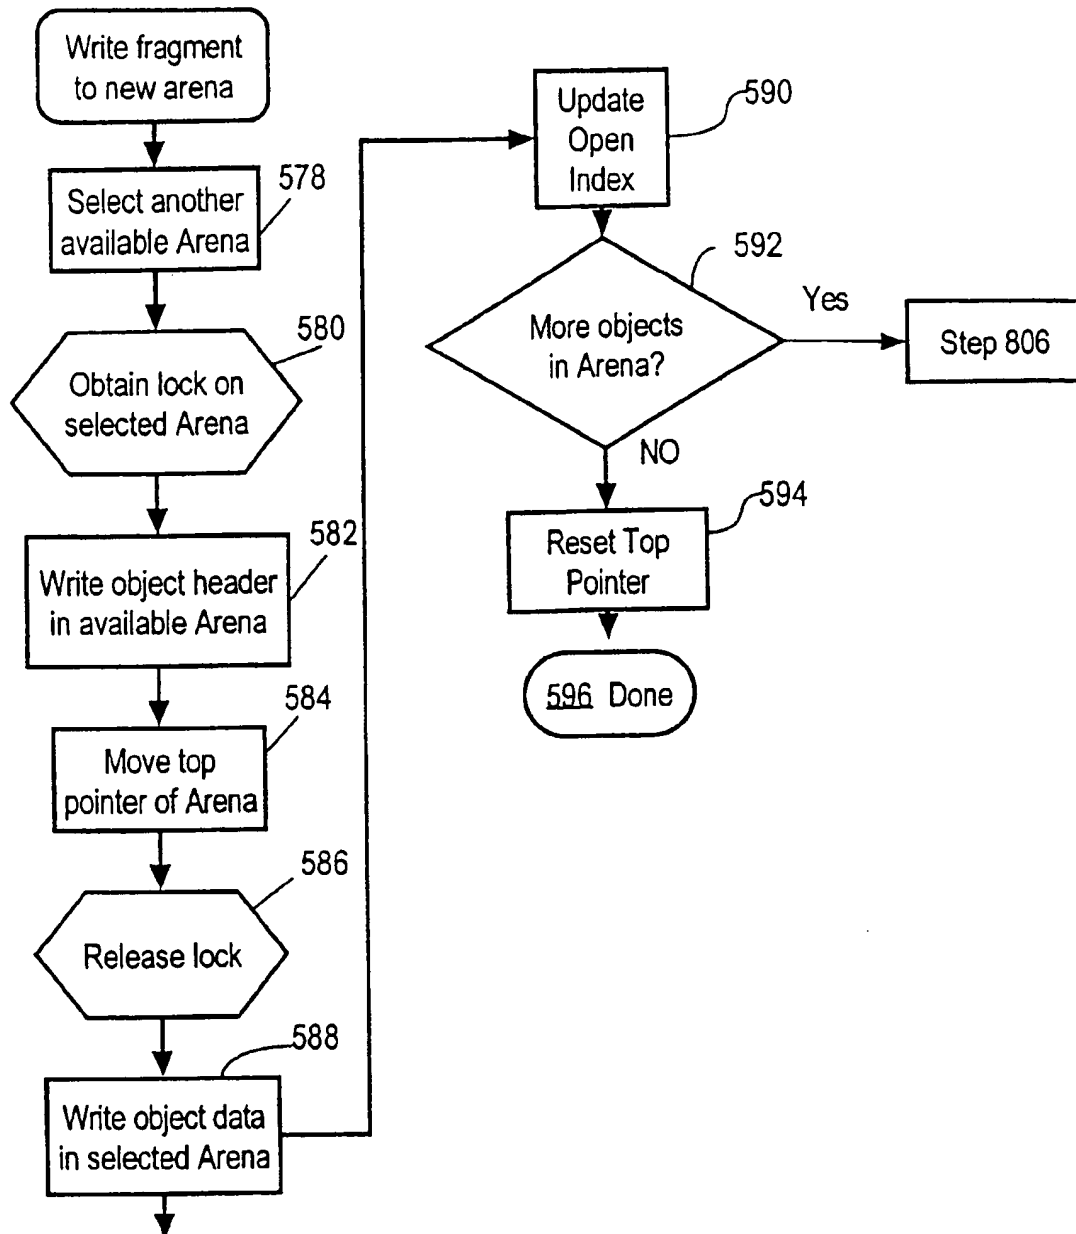 Write fragment
to new arena
578
Select another
available Arena
580
Obtain lock on
selected Arena
582
Write object header
in available Arena
584
Move top
pointer of Arena
586
Release lock
588
Write object data
in selected Arena
590
Update
Open
Index
592
More objects
in Arena?
Yes
Step 806
NO
594
Reset Top
Pointer
596 Done